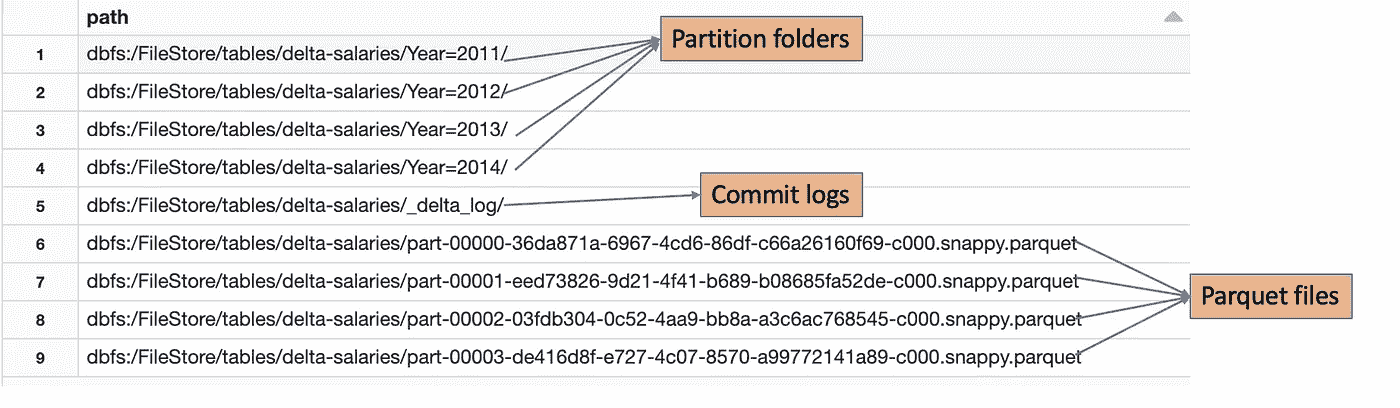 path
1 dbfs:/FileStore/tables/delta-salaries/Year=2011/
Partition folders
2 dbfs:/FileStore/tables/delta-salaries/Year=2012/
3 dbfs:/FileStore/tables/delta-salaries/Year=2013/
4 dbfs:/FileStore/tables/delta-salaries/Year=2014/
Commit logs
5 dbfs:/FileStore/tables/delta-salaries/_delta_log/
6 dbfs:/FileStore/tables/delta-salaries/part-00000-36da871a-6967-4cd6-86df-c66a26160f69-c000.snappy.parquet
7 dbfs:/FileStore/tables/delta-salaries/part-00001-eed73826-9d21-4f41-b689-b08685fa52de-c000.snappy.parquet
Parquet files
8 dbfs:/FileStore/tables/delta-salaries/part-00002-03fdb304-0c52-4aa9-bb8a-a3c6ac768545-c000.snappy.parquet
9 dbfs:/FileStore/tables/delta-salaries/part-00003-de416d8f-e727-4c07-8570-a99772141a89-c000.snappy.parquet